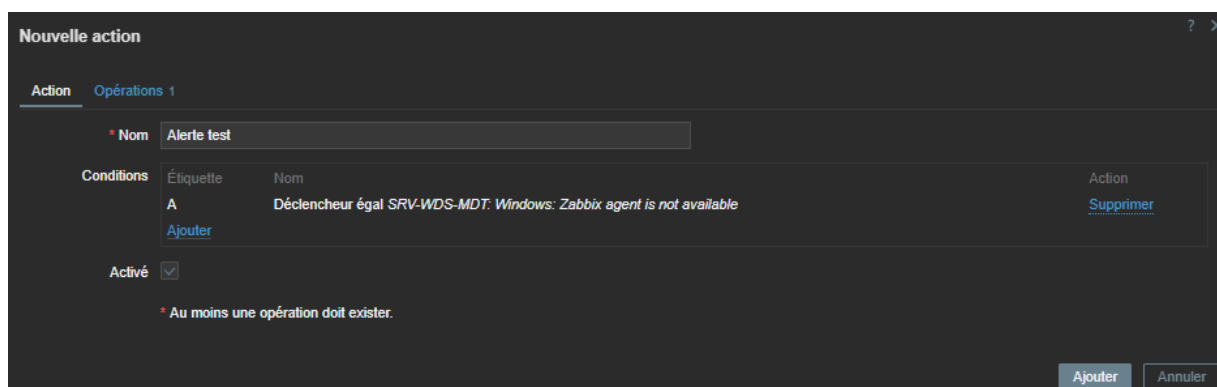 Nouvelle action
?
Action Opérations 1
* Nom Alerte test
Conditions Étiquette Nom Action
A Déclencheur égal SRV-WDS-MDT: Windows: Zabbix agent is not available Supprimer
Ajouter
Activé
* Au moins une opération doit exister.
Ajouter Annuler